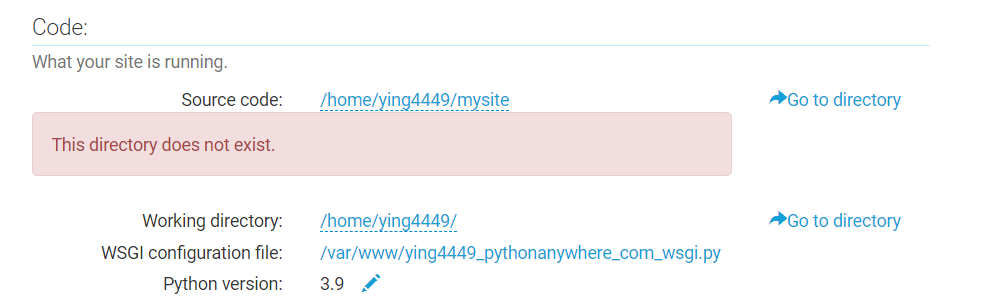 Code:
What your site is running.
Source code: /home/ying4449/mysite Go to directory
This directory does not exist.
Working directory: /home/ying4449/ Go to directory
WSGI configuration file: /var/www/ying4449_pythonanywhere_com_wsgi.py
Python version: 3.9